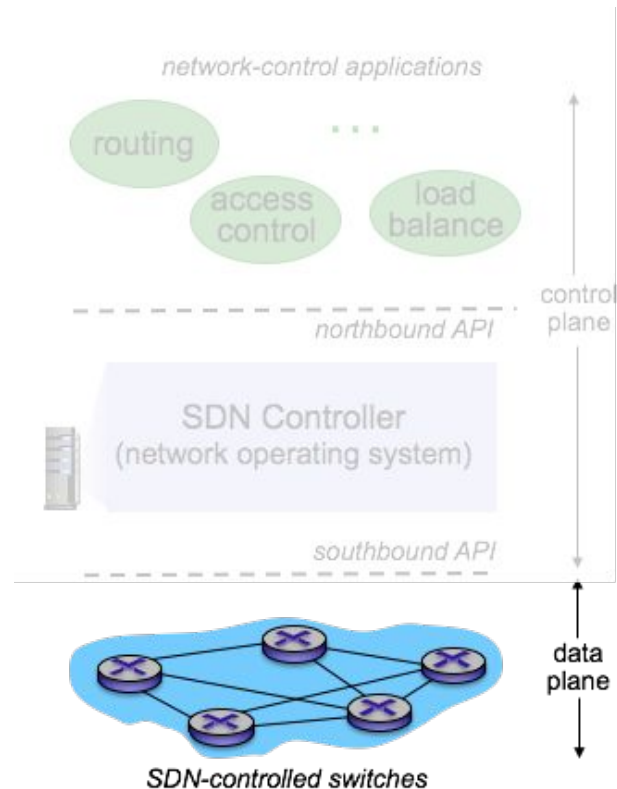 network-control applications
routing
. . .
access
control
load
balance
control
plane
northbound API
SDN Controller
(network operating system)
southbound API
data
plane
SDN-controlled switches